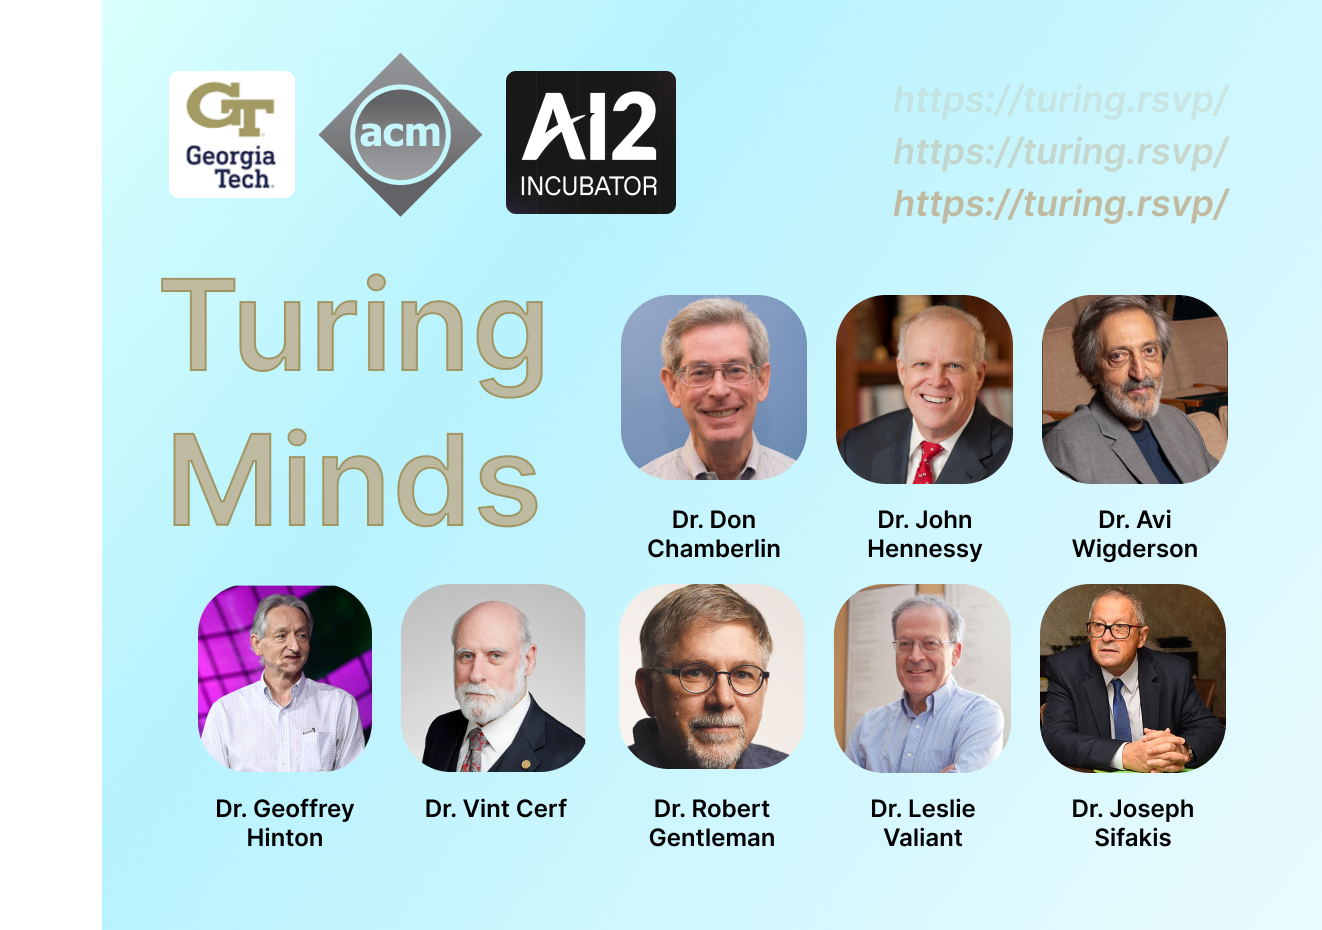 GT
Georgia
Tech.
acm
AI2
INCUBATOR
https://turing.rsvp/
https://turing.rsvp/
https://turing.rsvp/
Turing
Minds
Dr. Don
Chamberlin
Dr. John
Hennessy
Dr. Avi
Wigderson
Dr. Geoffrey
Hinton
Dr. Vint Cerf
Dr. Robert
Gentleman
Dr. Leslie
Valiant
Dr. Joseph
Sifakis